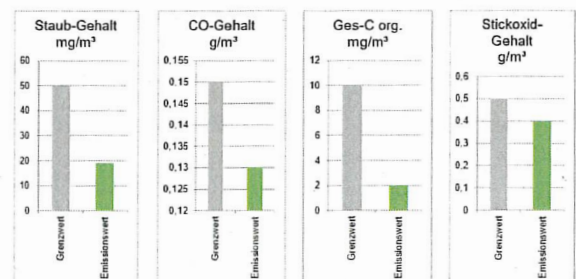 Staub-Gehalt
mg/m³
60
50
40
30
20
10
0
Grenzwert
Emissionswert
CO-Gehalt
g/m³
0,155
0,15
0,145
0,14
0,135
0,13
0,125
0,12
Grenzwert
Emissionswert
Ges-C org.
mg/m³
12
10
8
6
4
2
0
Grenzwert
Emissionswert
Stickoxid-
Gehalt
g/m³
0,6
0,5
0,4
0,3
0,2
0,1
0
Grenzwert
Emissionswert